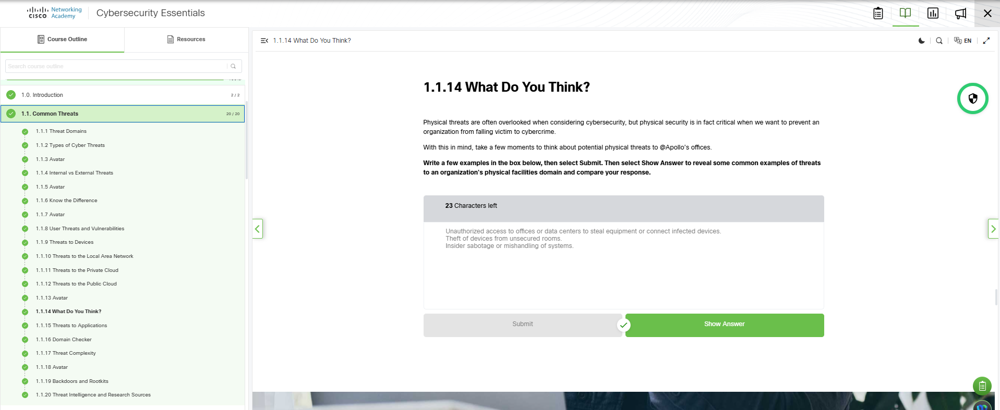 CISCO
Networking
Academy
Cybersecurity Essentials
Course Outline
Resources
Search course outline
1.0. Introduction
2 / 2
1.1. Common Threats
20 / 20
1.1.1 Threat Domains
1.1.2 Types of Cyber Threats
1.1.3 Avatar
1.1.4 Internal vs External Threats
1.1.5 Avatar
1.1.6 Know the Difference
1.1.7 Avatar
1.1.8 User Threats and Vulnerabilities
1.1.9 Threats to Devices
1.1.10 Threats to the Local Area Network
1.1.11 Threats to the Private Cloud
1.1.12 Threats to the Public Cloud
1.1.13 Avatar
1.1.14 What Do You Think?
1.1.15 Threats to Applications
1.1.16 Domain Checker
1.1.17 Threat Complexity
1.1.18 Avatar
1.1.19 Backdoors and Rootkits
1.1.20 Threat Intelligence and Research Sources
1.1.14 What Do You Think?
EN
1.1.14 What Do You Think?
Physical threats are often overlooked when considering cybersecurity, but physical security is in fact critical when we want to prevent an
organization from falling victim to cybercrime.
With this in mind, take a few moments to think about potential physical threats to @Apollo's offices.
Write a few examples in the box below, then select Submit. Then select Show Answer to reveal some common examples of threats
to an organization's physical facilities domain and compare your response.
23 Characters left
Unauthorized access to offices or data centers to steal equipment or connect infected devices.
Theft of devices from unsecured rooms.
Insider sabotage or mishandling of systems.
Submit
Show Answer